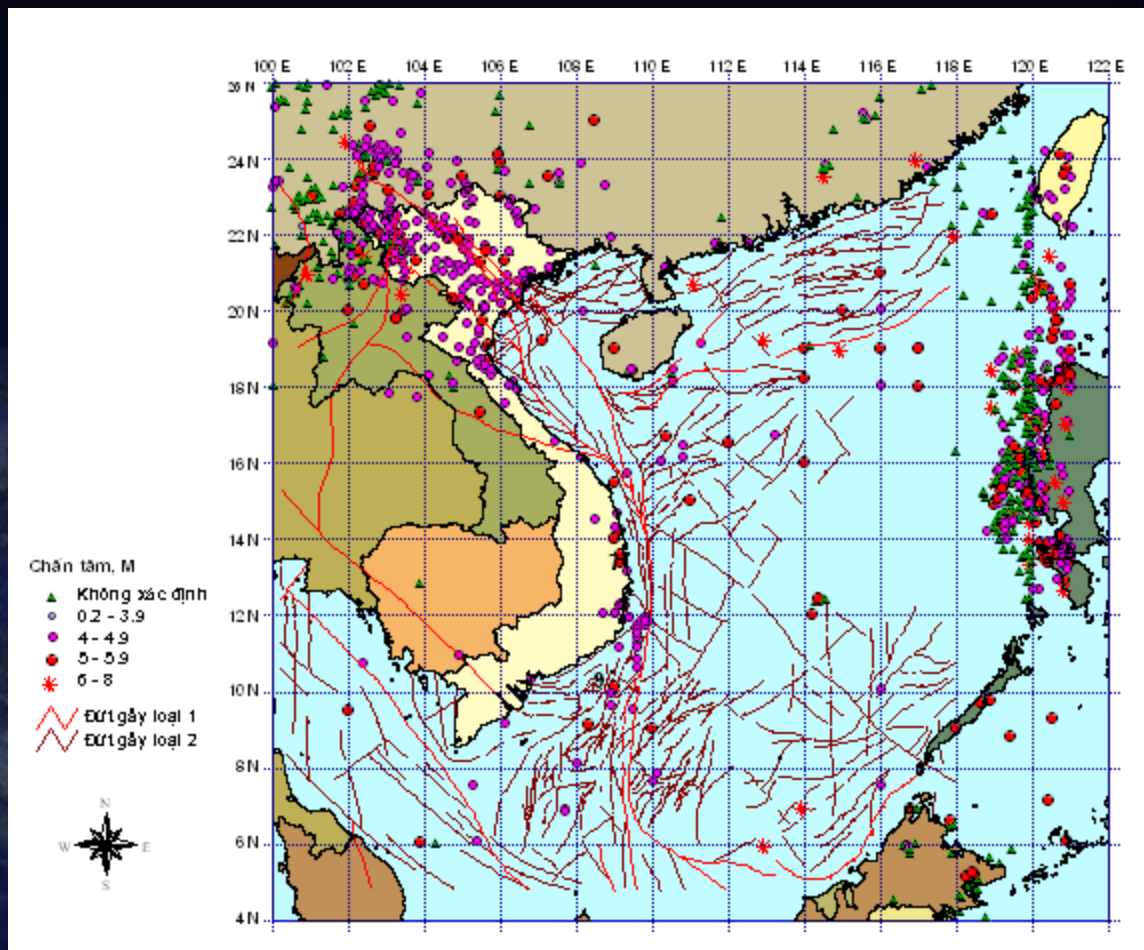 100 E 102 E 104 E 106 E 108 E 110 E 112 E 114 E 116 E 118 E 120 E 122 E
26 N
24 N
22 N
20 N
18 N
16 N
14 N
12 N
10 N
8 N
6 N
4 N
Chấn tâm, M
Không xác định
0.2 - 3.9
4 - 4.9
5 - 5.9
6 - 8
Đứt gãy loại 1
Đứt gãy loại 2
N
W E
S